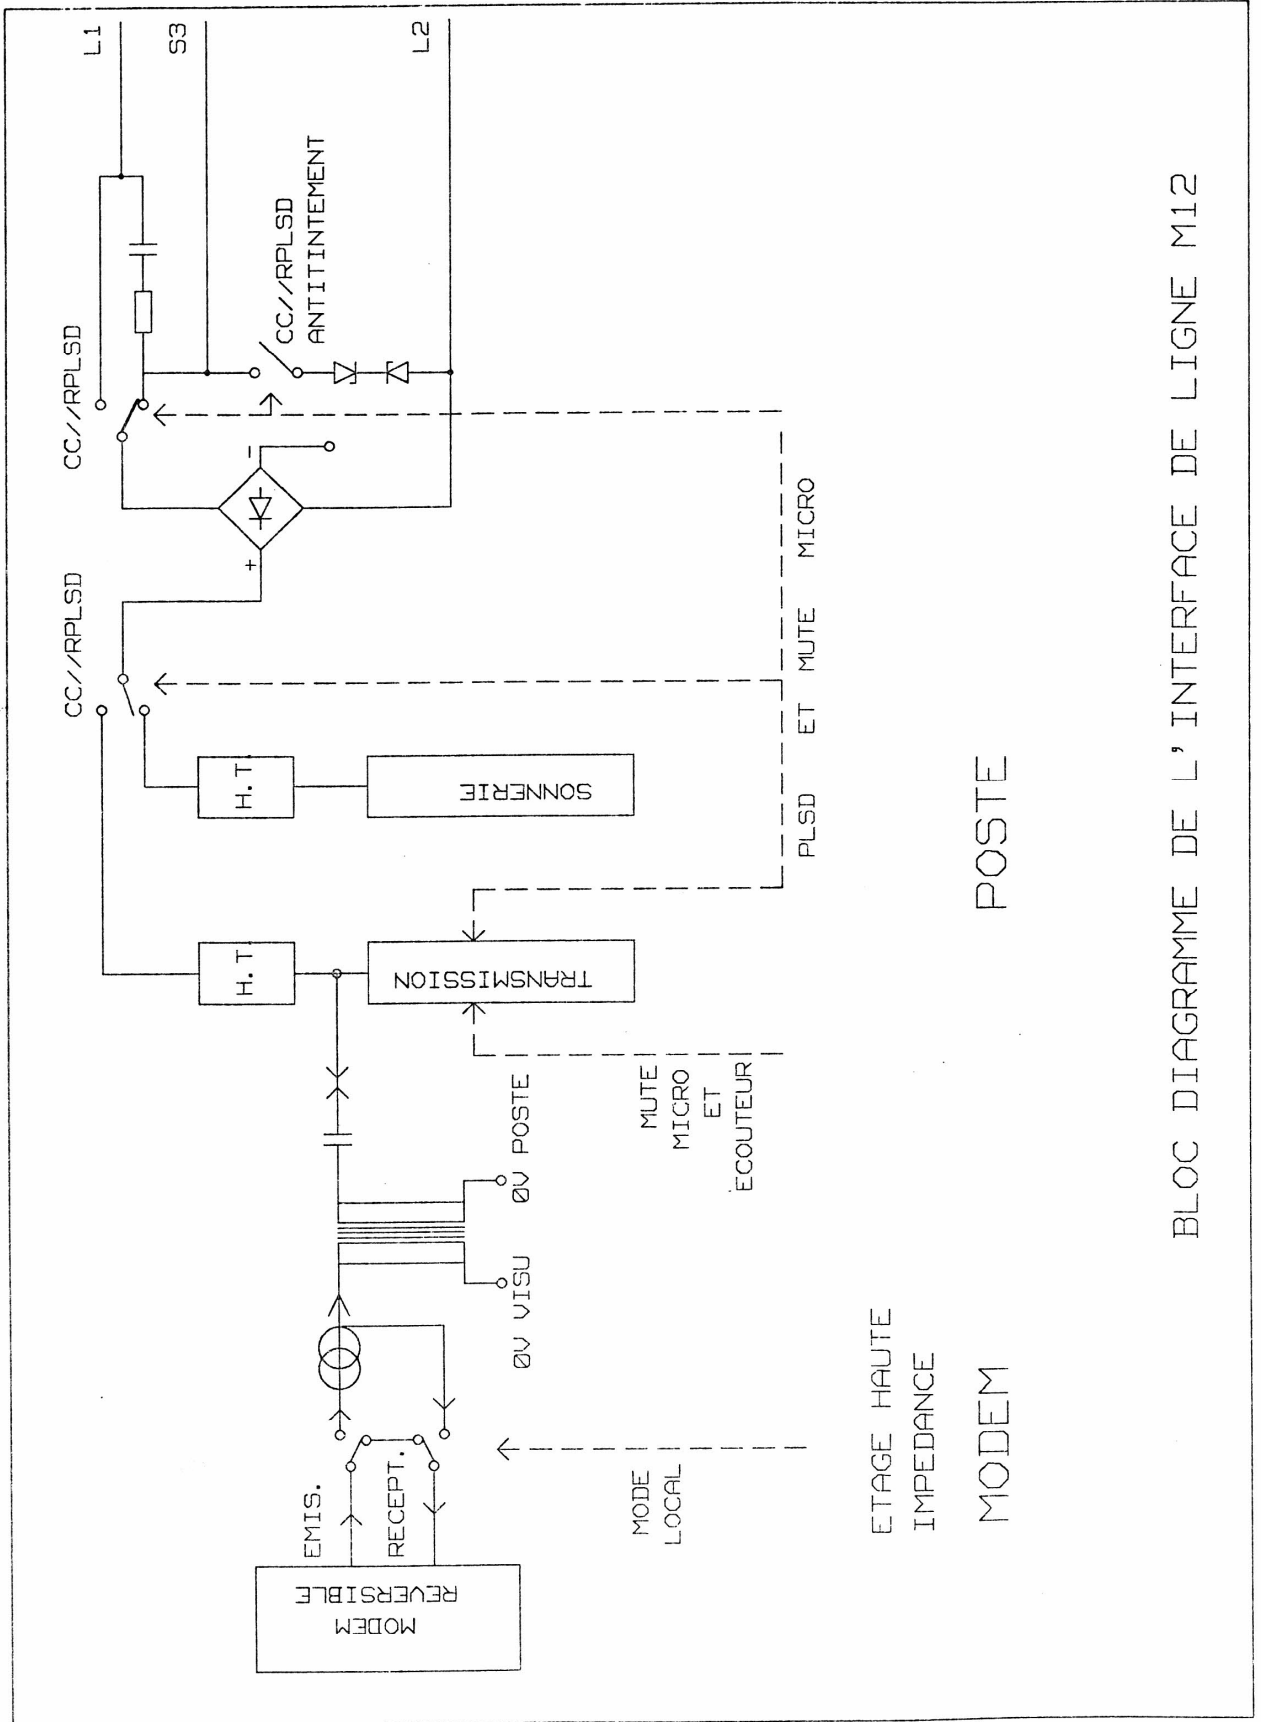 L1
S3
L2
CC//RPLSD
CC//RPLSD
ANTITINTEMENT
CC//RPLSD
-
+
H.T.
SONNERIE
H.T.
TRANSMISSION
PLSD ET MUTE MICRO
MUTE
MICRO
ET
ECOUTEUR
0V POSTE
0V VISU
EMIS.
RECEPT.
MODEM
REVERSIBLE
MODE
LOCAL
ETAGE HAUTE
IMPEDANCE
MODEM
POSTE
BLOC DIAGRAMME DE L'INTERFACE DE LIGNE M12